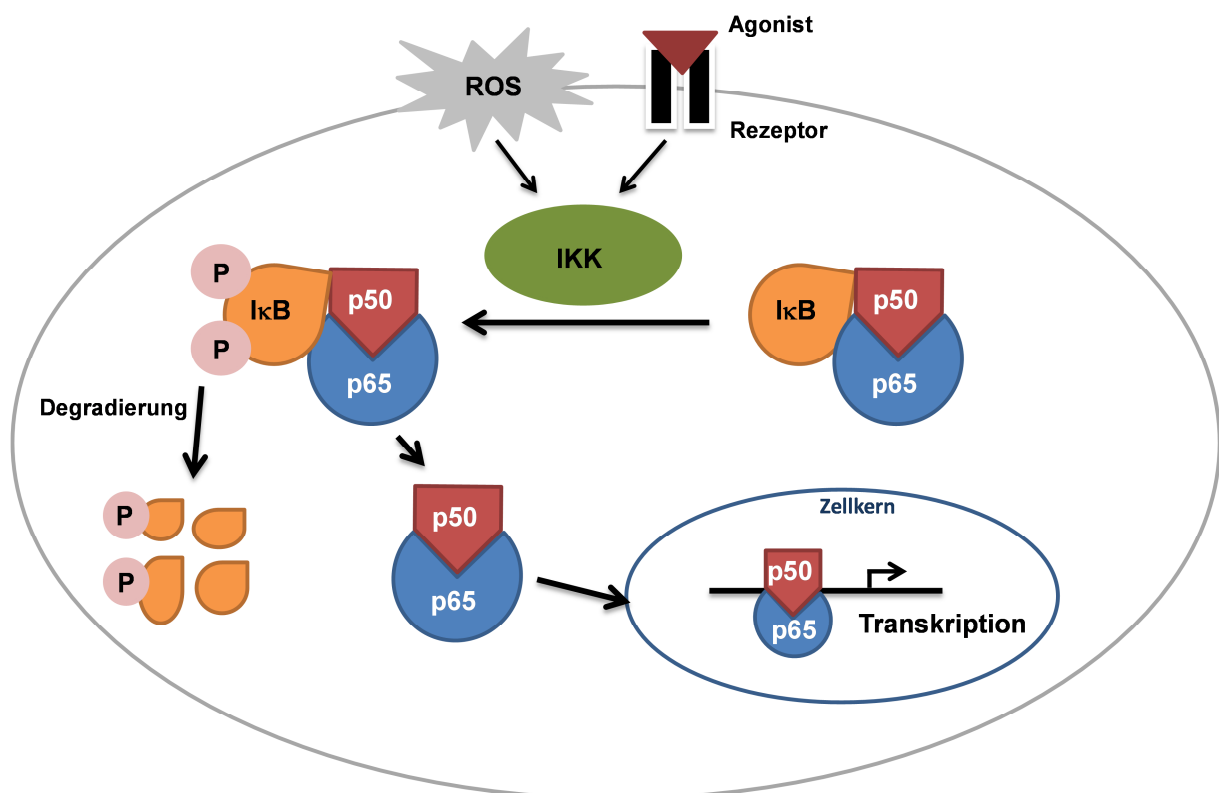 Agonist
ROS
Rezeptor
IKK
P
IκB
p50
P
p65
IκB
p50
p65
Degradierung
P
P
p50
p65
Zellkern
p50
p65
Transkription